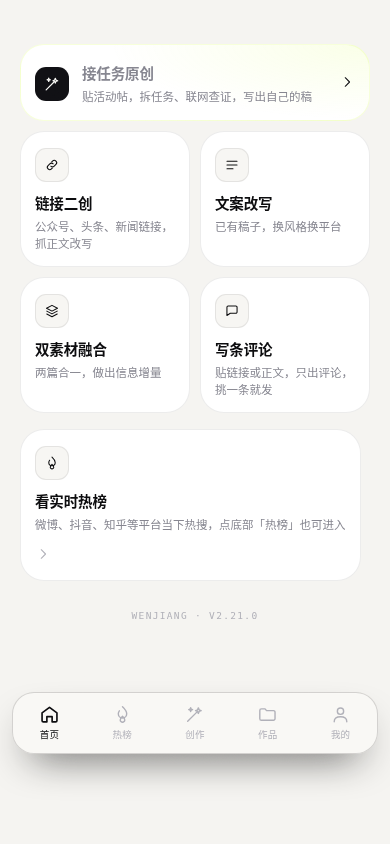 接任务原创
贴活动帖，拆任务、联网查证，写出自己的稿
链接二创
公众号、头条、新闻链接，
抓正文改写
文案改写
已有稿子，换风格换平台
双素材融合
两篇合一，做出信息增量
写条评论
贴链接或正文，只出评论，
挑一条就发
看实时热榜
微博、抖音、知乎等平台当下热搜，点底部「热榜」也可进入
WENJIANG · V2.21.0
首页
热榜
创作
作品
我的